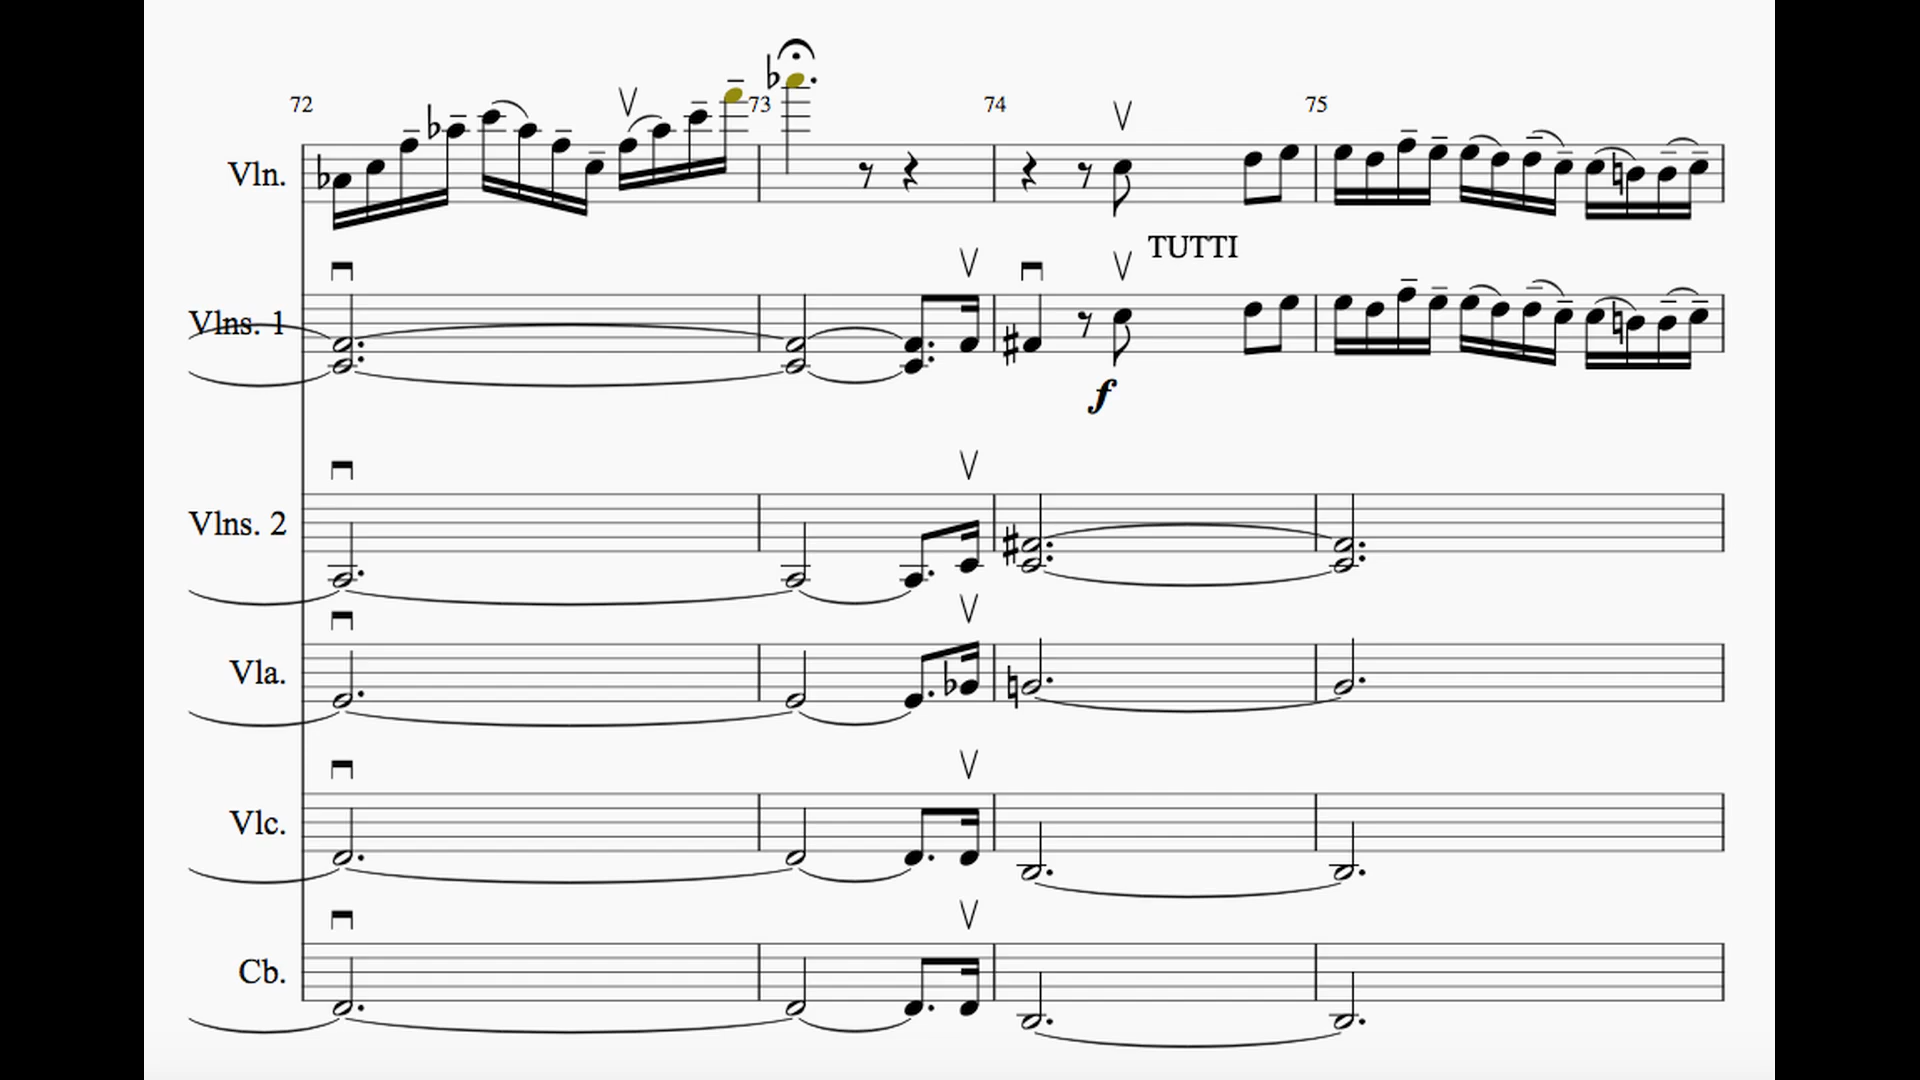 72 73 74 75
Vln.
TUTTI
Vlns. 1
f
Vlns. 2
Vla.
Vlc.
Cb.